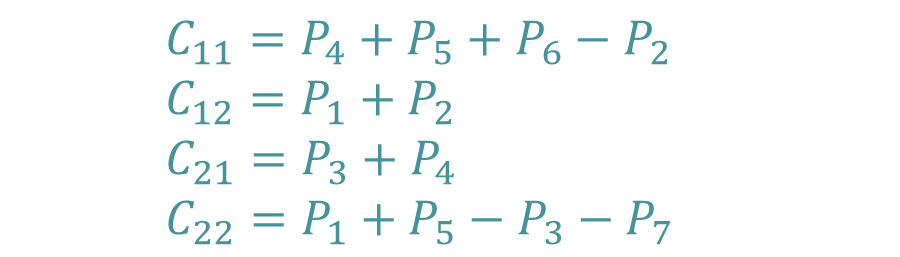 C₁₁ = P₄ + P₅ + P₆ − P₂
C₁₂ = P₁ + P₂
C₂₁ = P₃ + P₄
C₂₂ = P₁ + P₅ − P₃ − P₇